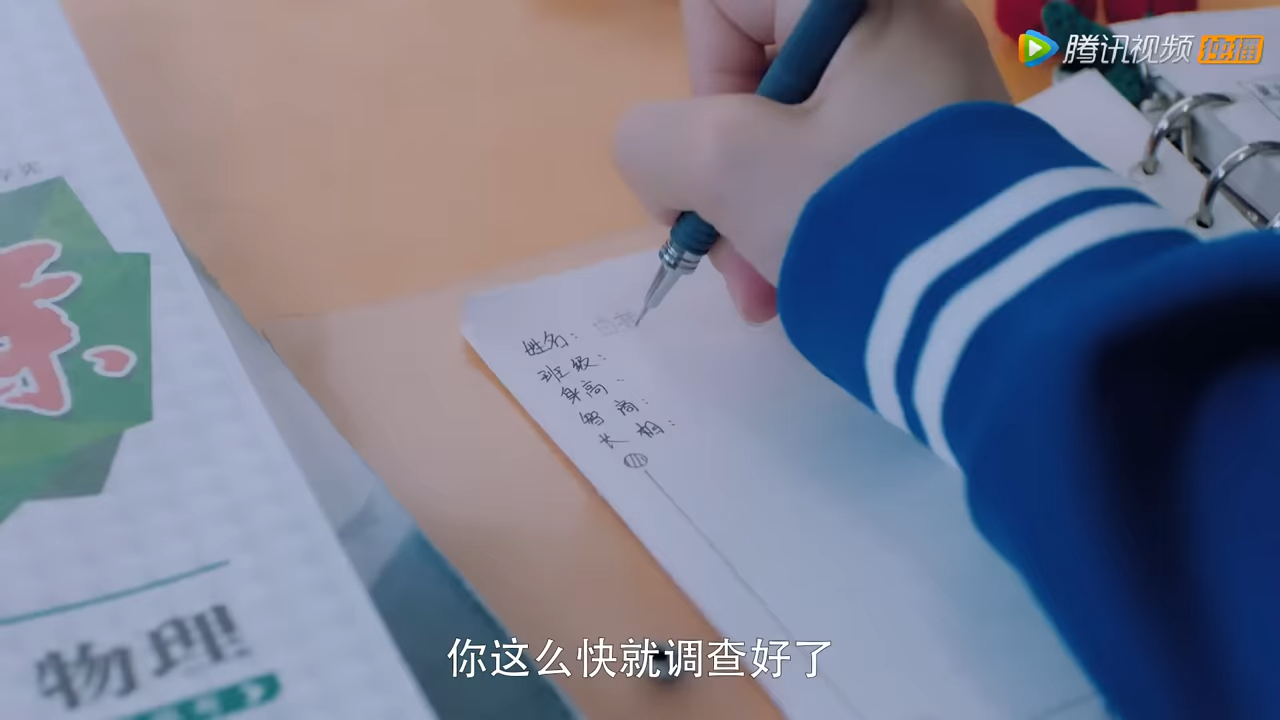 腾讯视频 独播
姓名：
班级：
身高：
智商：
长相：
物理
你这么快就调查好了